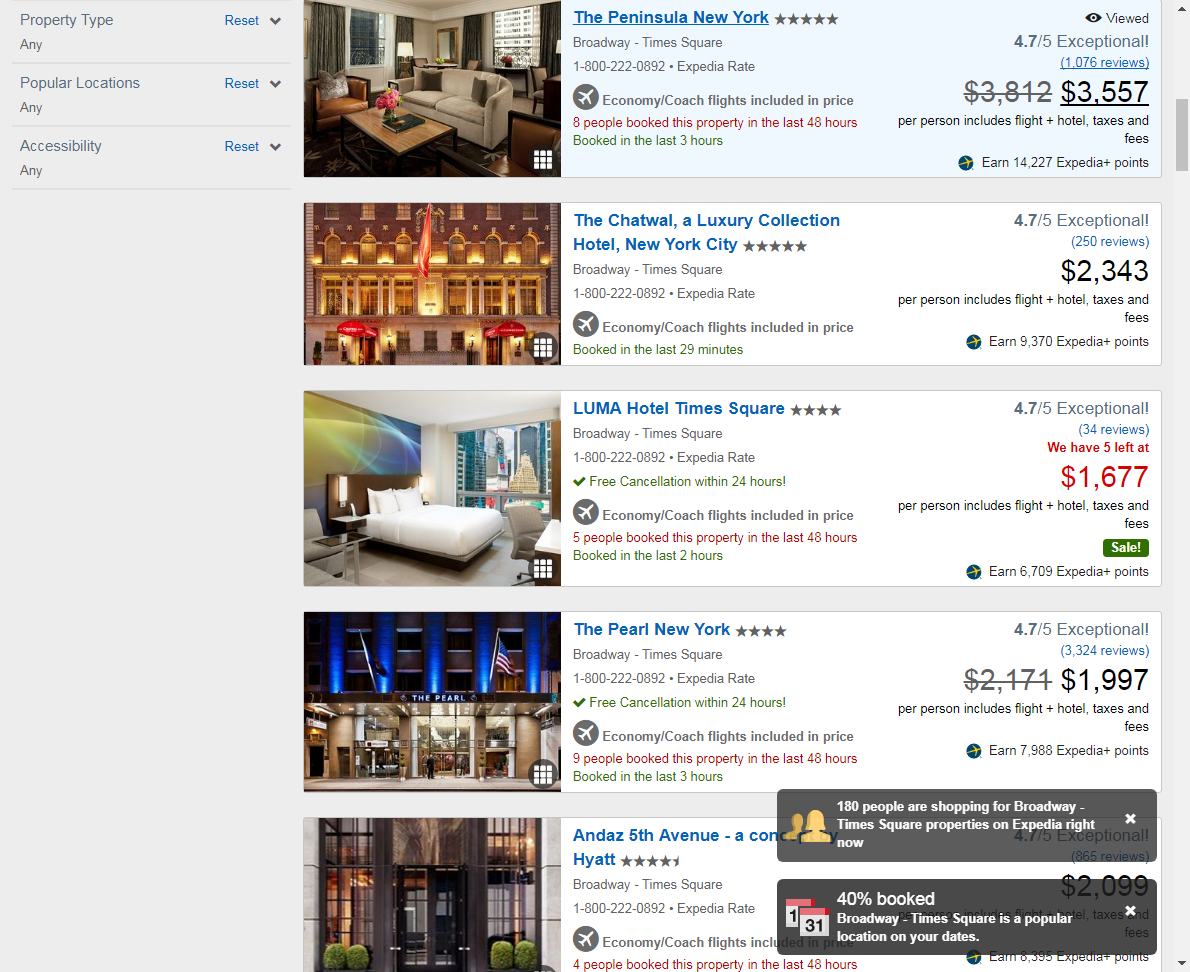 Property Type Reset
Any
Popular Locations Reset
Any
Accessibility Reset
Any
The Peninsula New York
Viewed
Broadway - Times Square
4.7/5 Exceptional!
1-800-222-0892 • Expedia Rate
(1,076 reviews)
$3,812 $3,557
Economy/Coach flights included in price
per person includes flight + hotel, taxes and
fees
8 people booked this property in the last 48 hours
Booked in the last 3 hours
Earn 14,227 Expedia+ points
The Chatwal, a Luxury Collection
Hotel, New York City
4.7/5 Exceptional!
(250 reviews)
Broadway - Times Square
$2,343
1-800-222-0892 • Expedia Rate
per person includes flight + hotel, taxes and
fees
Economy/Coach flights included in price
Booked in the last 29 minutes
Earn 9,370 Expedia+ points
LUMA Hotel Times Square
4.7/5 Exceptional!
Broadway - Times Square
(34 reviews)
We have 5 left at
1-800-222-0892 • Expedia Rate
$1,677
Free Cancellation within 24 hours!
per person includes flight + hotel, taxes and
fees
Economy/Coach flights included in price
5 people booked this property in the last 48 hours
Sale!
Booked in the last 2 hours
Earn 6,709 Expedia+ points
THE PEARL
The Pearl New York
4.7/5 Exceptional!
Broadway - Times Square
(3,324 reviews)
1-800-222-0892 • Expedia Rate
$2,171 $1,997
Free Cancellation within 24 hours!
per person includes flight + hotel, taxes and
fees
Economy/Coach flights included in price
9 people booked this property in the last 48 hours
Earn 7,988 Expedia+ points
Booked in the last 3 hours
Andaz 5th Avenue - a concept by
Hyatt
4.7/5 Exceptional!
(865 reviews)
Broadway - Times Square
$2,099
1-800-222-0892 • Expedia Rate
per person includes flight + hotel, taxes and
fees
Economy/Coach flights included in price
4 people booked this property in the last 48 hours
Earn 8,395 Expedia+ points
180 people are shopping for Broadway -
Times Square properties on Expedia right
now
1 31
40% booked
Broadway - Times Square is a popular
location on your dates.